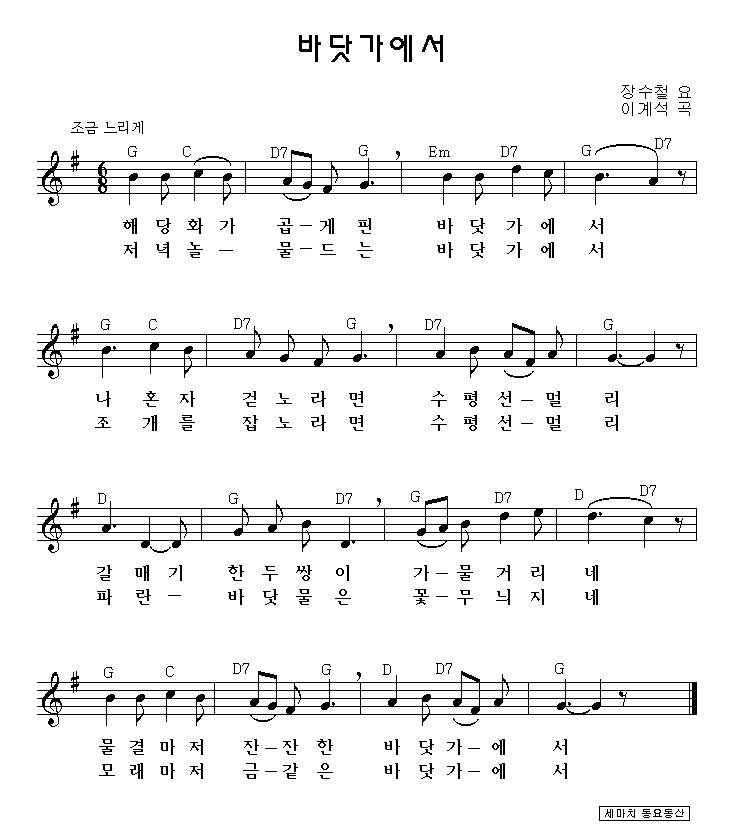 바닷가에서
장수철 요
이계석 곡
조금 느리게
G C D7 G Em D7 G D7
6
8
해 당 화 가 곱 - 게 핀 바 닷 가 에 서
저 녁 놀 - 물 - 드 는 바 닷 가 에 서
G C D7 G D7 G
나 혼 자 걷 노 라 면 수 평 선 - 멀 리
조 개 를 잡 노 라 면 수 평 선 - 멀 리
D G D7 G D7 D D7
갈 매 기 한 두 쌍 이 가 - 물 거 리 네
파 란 - 바 닷 물 은 꽃 - 무 늬 지 네
G C D7 G D D7 G
물 결 마 저 잔 - 잔 한 바 닷 가 - 에 서
모 래 마 저 금 - 같 은 바 닷 가 - 에 서
세마치 동요동산